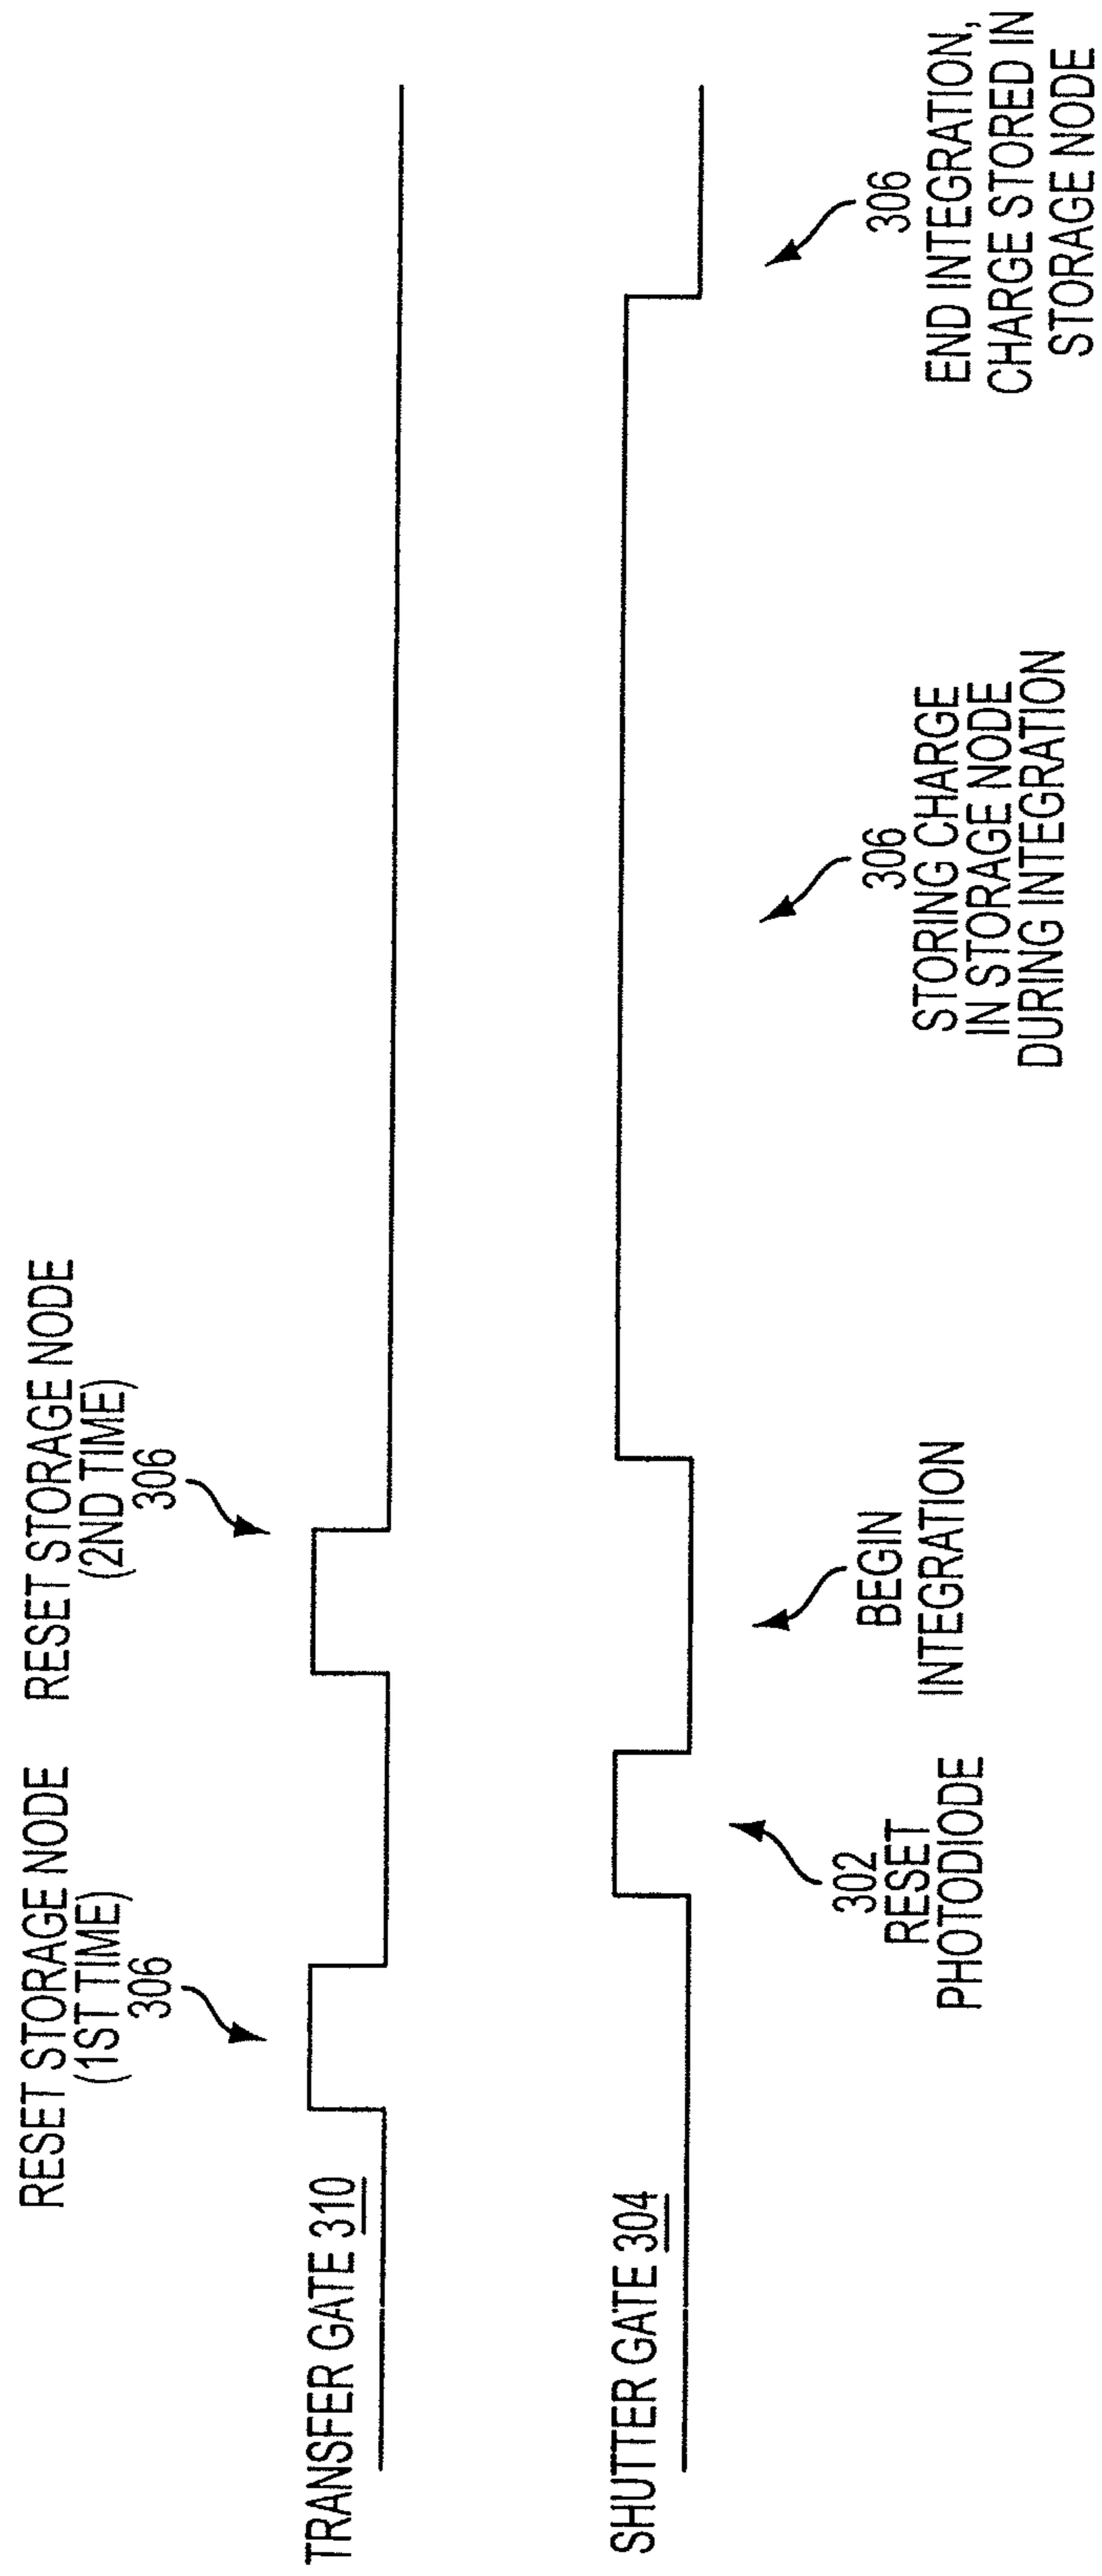 RESET STORAGE NODE
(1ST TIME)
306
RESET STORAGE NODE
(2ND TIME)
306
TRANSFER GATE 310
SHUTTER GATE 304
302
RESET
PHOTODIODE
BEGIN
INTEGRATION
306
STORING CHARGE
IN STORAGE NODE
DURING INTEGRATION
306
END INTEGRATION,
CHARGE STORED IN
STORAGE NODE